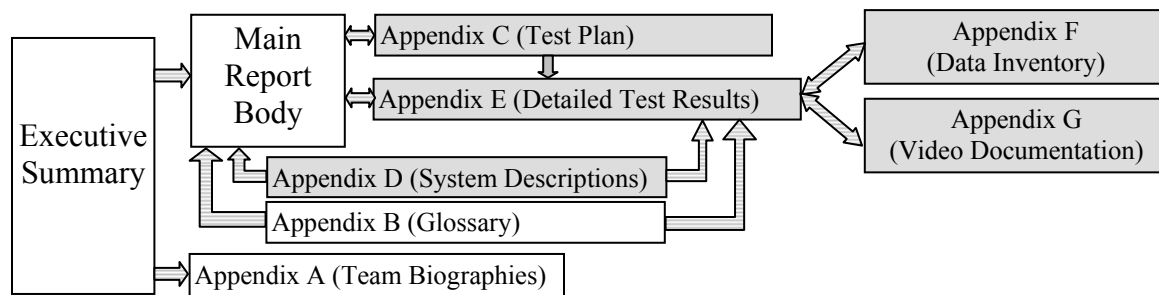 Executive
Summary
Main
Report
Body
Appendix C (Test Plan)
Appendix E (Detailed Test Results)
Appendix D (System Descriptions)
Appendix B (Glossary)
Appendix A (Team Biographies)
Appendix F
(Data Inventory)
Appendix G
(Video Documentation)